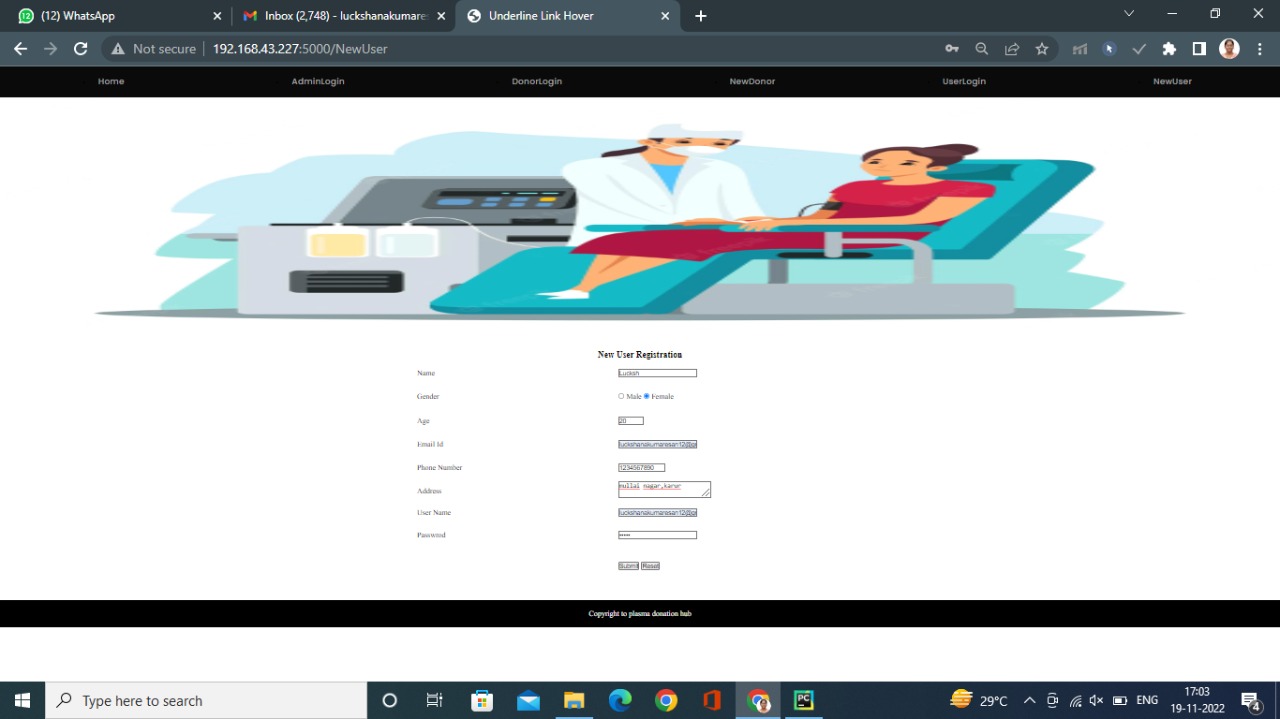 (12) WhatsApp
Inbox (2,748) - luckshanakumares
Underline Link Hover
Not secure 192.168.43.227:5000/NewUser
Home AdminLogin DonorLogin NewDonor UserLogin NewUser
New User Registration
Name Lucksh
Gender Male Female
Age 20
Email Id luckshanakumaresan12@g
Phone Number 1234567890
Address mullai nagar,karur
User Name luckshanakumaresan12@g
Password
Submit Reset
Copyright to plasma donation hub
Type here to search
PC
29°C
ENG
17:03
19-11-2022
4